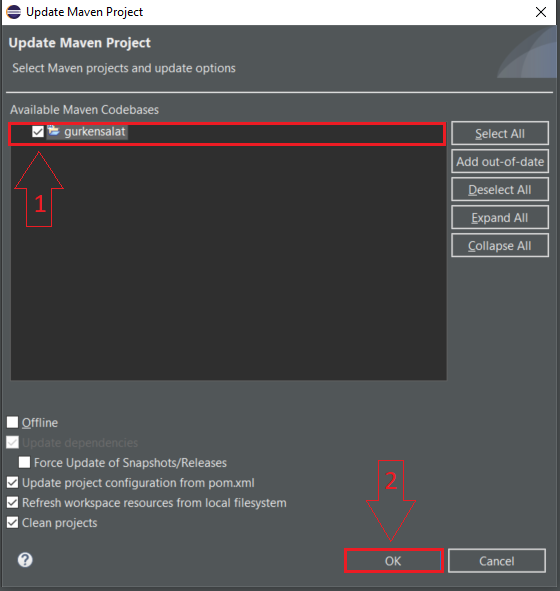 Update Maven Project
Update Maven Project
Select Maven projects and update options
Available Maven Codebases
gurkensalat
Select All
Add out-of-date
Deselect All
Expand All
Collapse All
1
Offline
Update dependencies
Force Update of Snapshots/Releases
Update project configuration from pom.xml
Refresh workspace resources from local filesystem
Clean projects
2
?
OK
Cancel